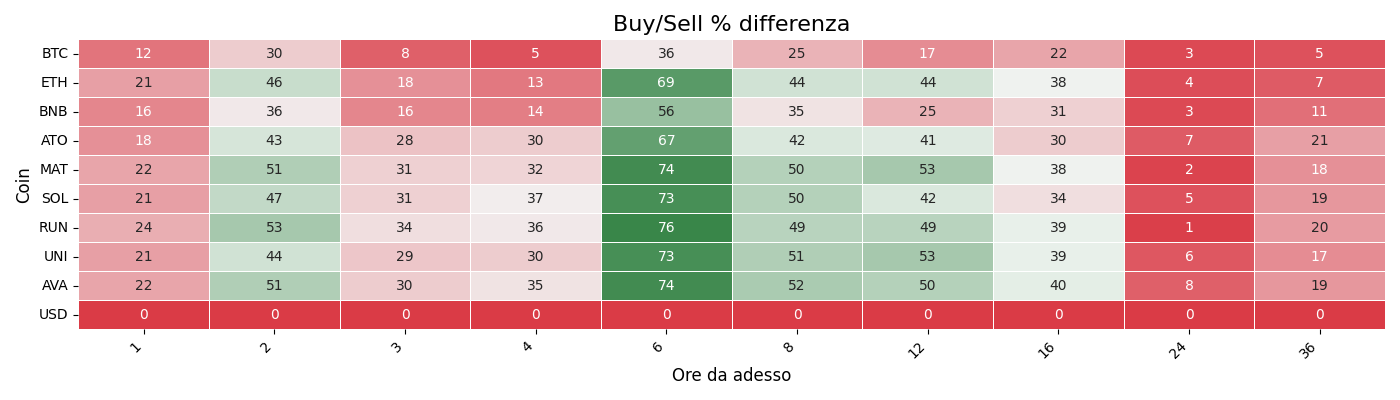 Buy/Sell % differenza
Coin
BTC 12 30 8 5 36 25 17 22 3 5
ETH 21 46 18 13 69 44 44 38 4 7
BNB 16 36 16 14 56 35 25 31 3 11
ATO 18 43 28 30 67 42 41 30 7 21
MAT 22 51 31 32 74 50 53 38 2 18
SOL 21 47 31 37 73 50 42 34 5 19
RUN 24 53 34 36 76 49 49 39 1 20
UNI 21 44 29 30 73 51 53 39 6 17
AVA 22 51 30 35 74 52 50 40 8 19
USD 0 0 0 0 0 0 0 0 0 0
1 2 3 4 6 8 12 16 24 36
Ore da adesso